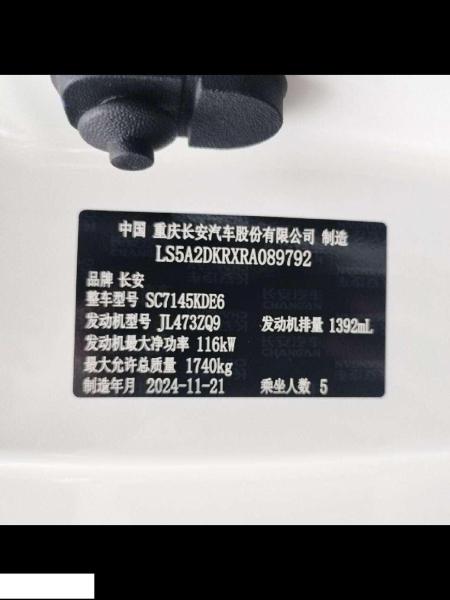 中国 重庆长安汽车股份有限公司 制造
LS5A2DKRXRA089792
品牌 长安
整车型号 SC7145KDE6
发动机型号 JL473ZQ9 发动机排量 1392mL
发动机最大净功率 116kW
最大允许总质量 1740kg
制造年月 2024-11-21 乘坐人数 5